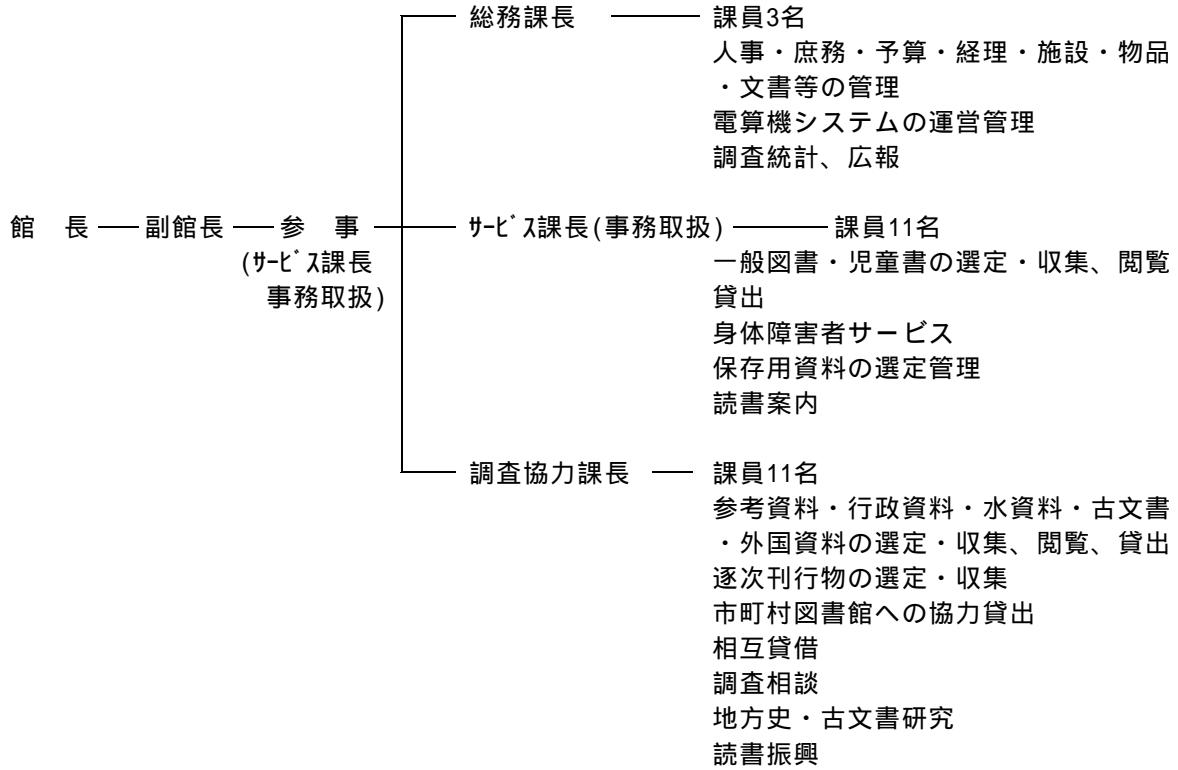 総務課長 課員3名
人事・庶務・予算・経理・施設・物品
・文書等の管理
電算機システムの運営管理
調査統計、広報
館　長 副館長 参　事 ｻｰﾋﾞｽ課長(事務取扱) 課員11名
(ｻｰﾋﾞｽ課長
事務取扱)
一般図書・児童書の選定・収集、閲覧
貸出
身体障害者サービス
保存用資料の選定管理
読書案内
調査協力課長 課員11名
参考資料・行政資料・水資料・古文書
・外国資料の選定・収集、閲覧、貸出
逐次刊行物の選定・収集
市町村図書館への協力貸出
相互貸借
調査相談
地方史・古文書研究
読書振興